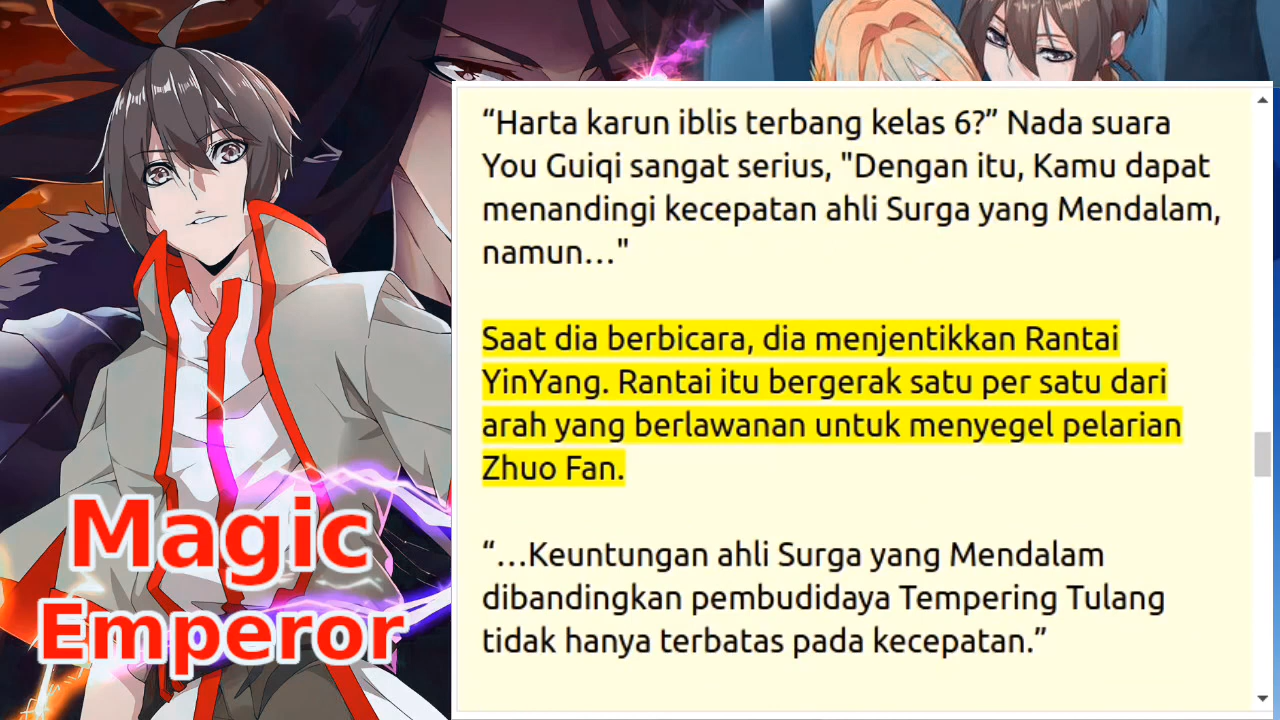 “Harta karun iblis terbang kelas 6?” Nada suara
You Guiqi sangat serius, "Dengan itu, Kamu dapat
menandingi kecepatan ahli Surga yang Mendalam,
namun…"
Saat dia berbicara, dia menjentikkan Rantai
YinYang. Rantai itu bergerak satu per satu dari
arah yang berlawanan untuk menyegel pelarian
Zhuo Fan.
“…Keuntungan ahli Surga yang Mendalam
dibandingkan pembudidaya Tempering Tulang
tidak hanya terbatas pada kecepatan.”
Magic
Emperor